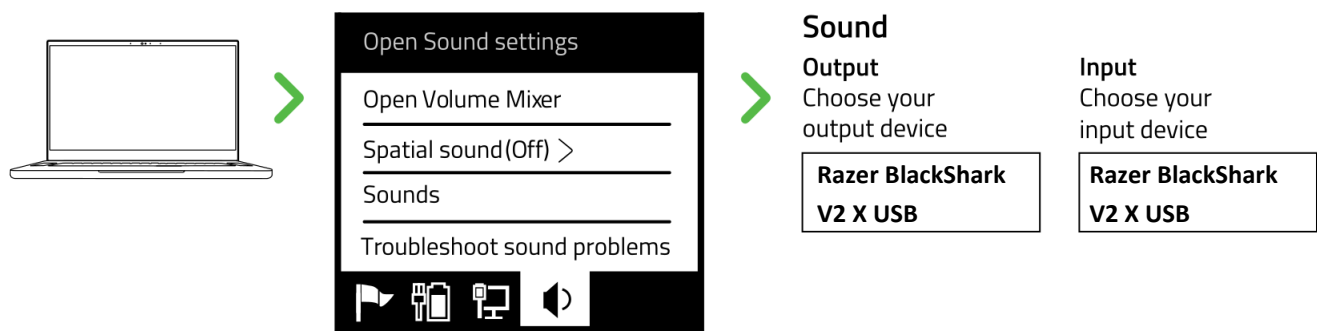 Open Sound settings
Open Volume Mixer
Spatial sound(Off) >
Sounds
Troubleshoot sound problems
Sound
Output
Choose your
output device
Razer BlackShark
V2 X USB
Input
Choose your
input device
Razer BlackShark
V2 X USB